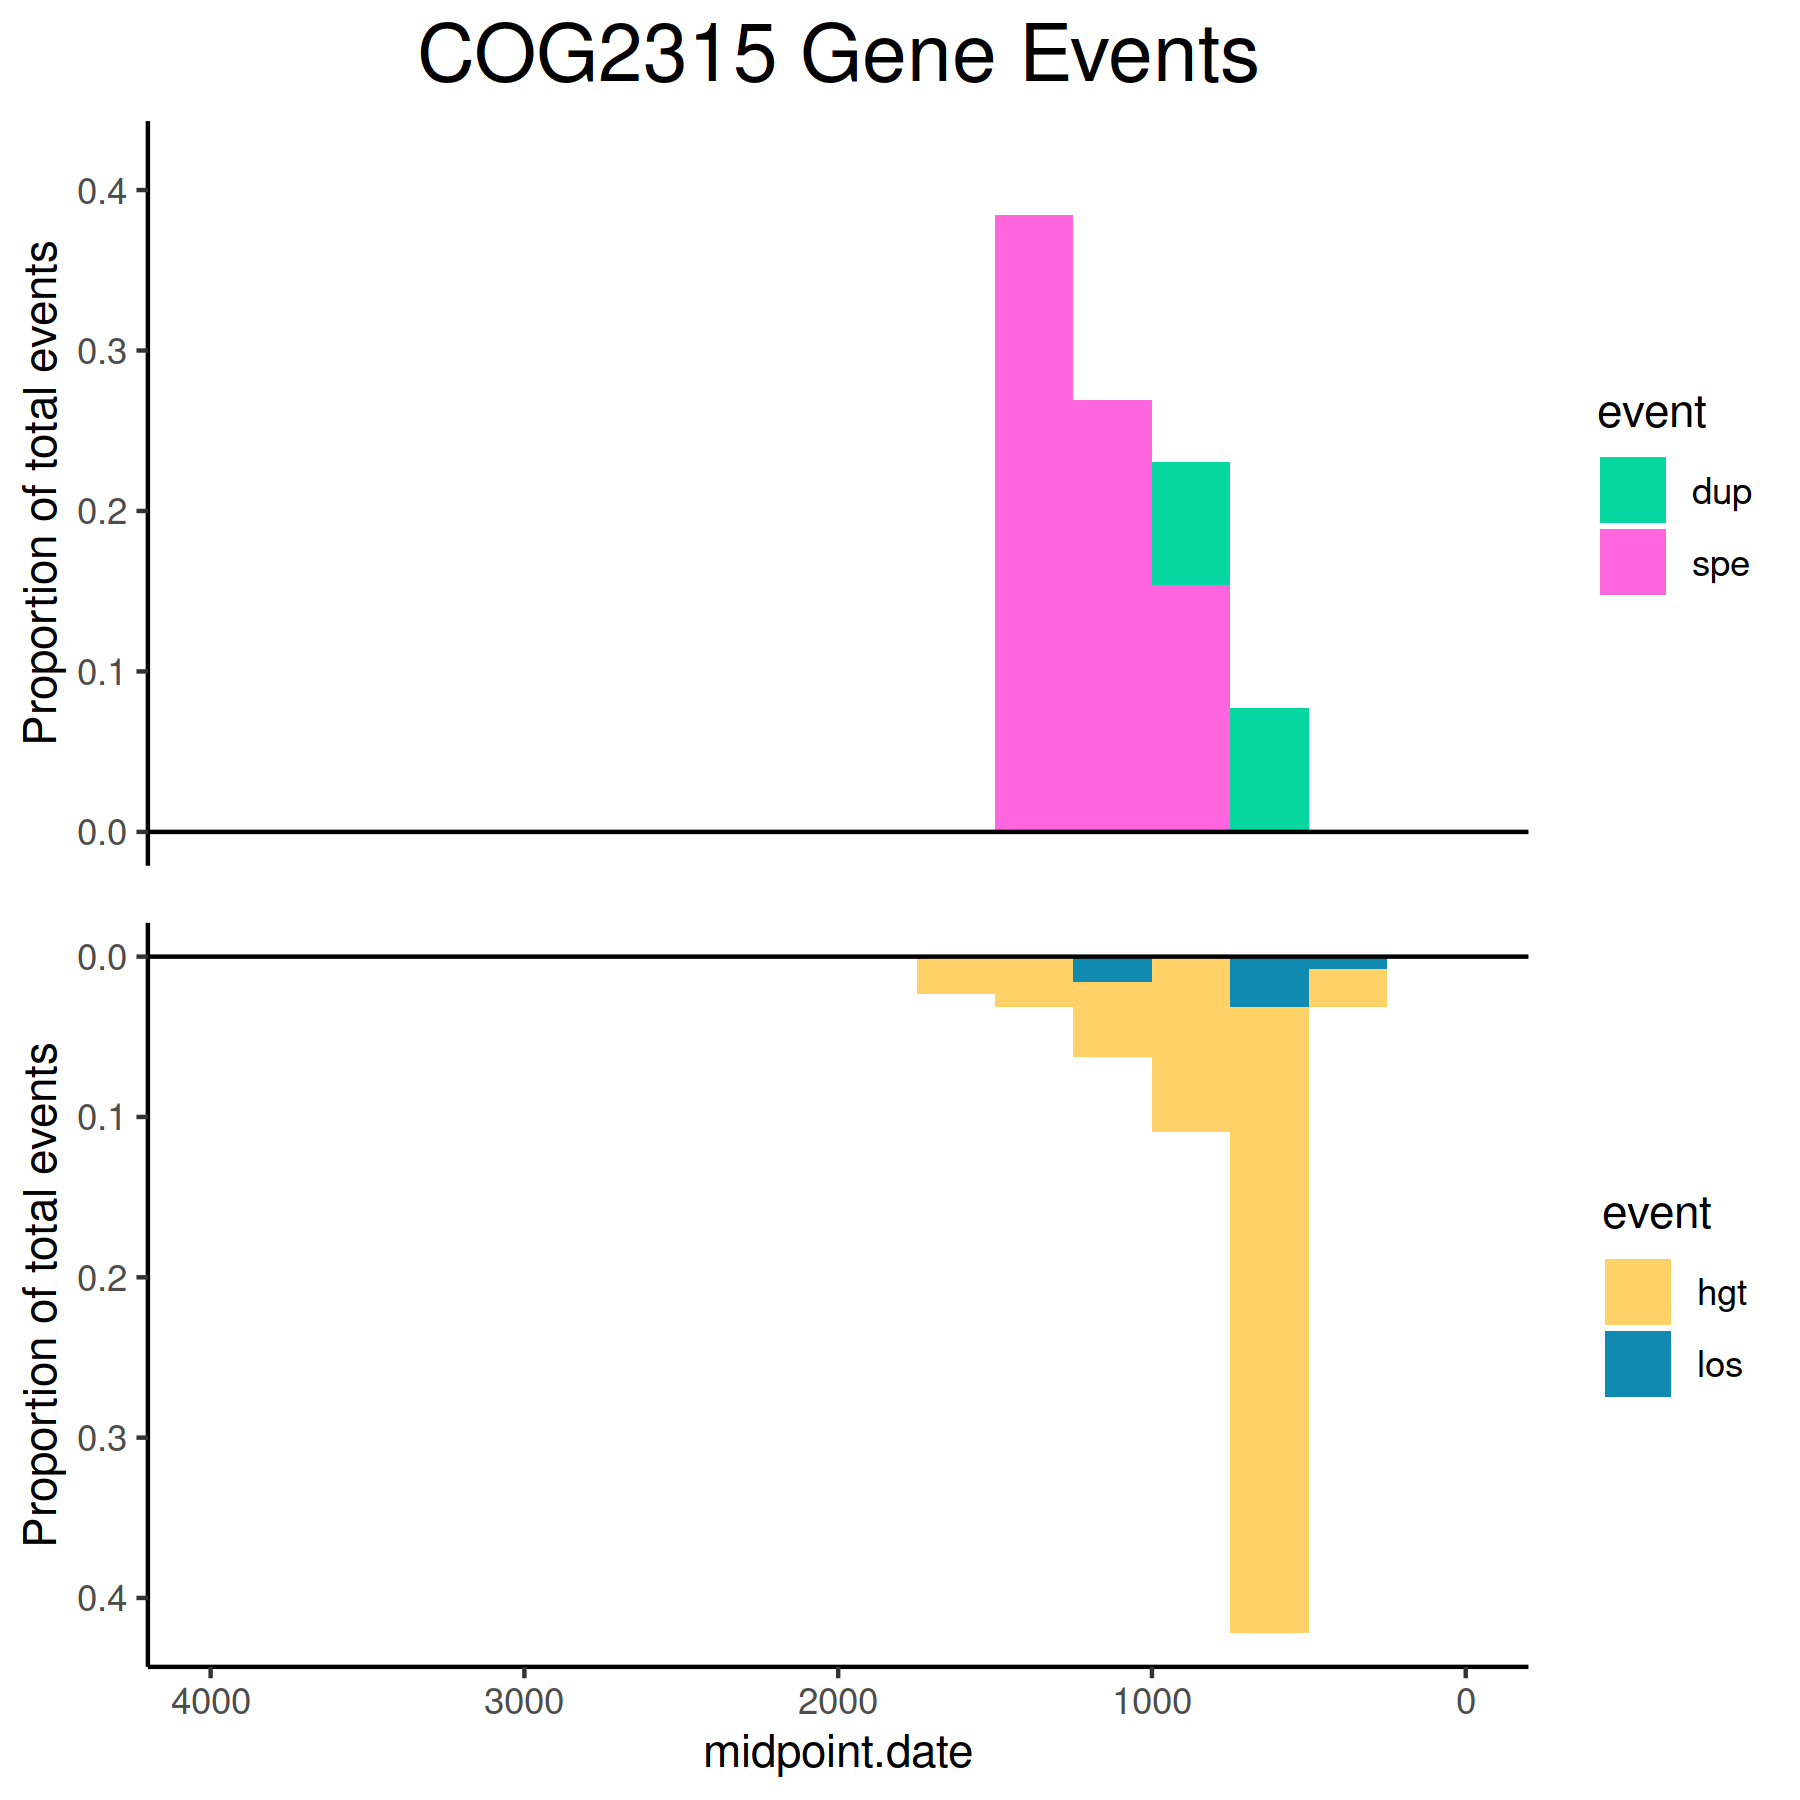 COG2315 Gene Events
Proportion of total events
0.4
0.3
0.2
0.1
0.0
event
dup
spe
Proportion of total events
0.0
0.1
0.2
0.3
0.4
event
hgt
los
4000 3000 2000 1000 0
midpoint.date